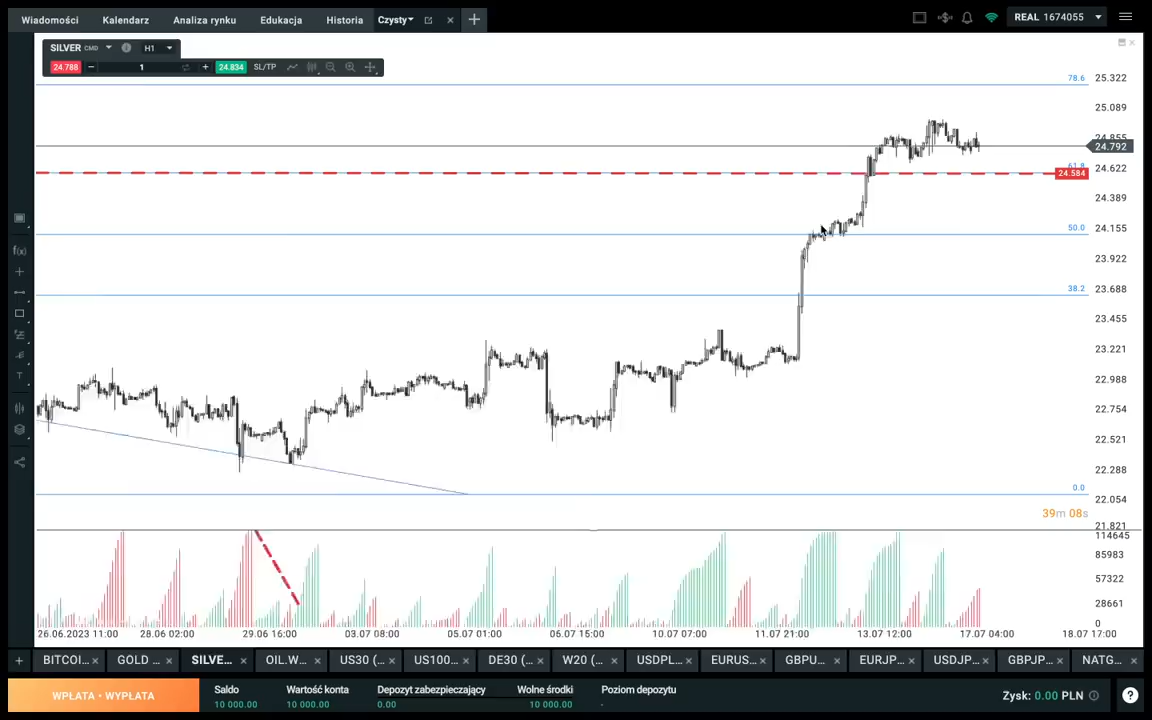 Wiadomości Kalendarz Analiza rynku Edukacja Historia Czysty REAL 1674055
SILVER CMD H1
24.788 1 24.834 SL/TP
78.6
61.8
50.0
38.2
0.0
25.322
25.089
24.855
24.792
24.622
24.584
24.389
24.155
23.922
23.688
23.455
23.221
22.988
22.754
22.521
22.288
22.054
21.821
39m 08s
114645
85983
57322
28661
0
26.06.2023 11:00 28.06 02:00 29.06 16:00 03.07 08:00 05.07 01:00 06.07 15:00 10.07 07:00 11.07 21:00 13.07 12:00 17.07 04:00 18.07 17:00
BITCOI... GOLD ... SILVE... OIL.W... US30 (... US100... DE30 (... W20 (... USDPL... EURUS... GBPU... EURJP... USDJP... GBPJP... NATG...
WPŁATA • WYPŁATA
Saldo Wartość konta Depozyt zabezpieczający Wolne środki Poziom depozytu
10 000.00 10 000.00 0.00 10 000.00 -
Zysk: 0.00 PLN